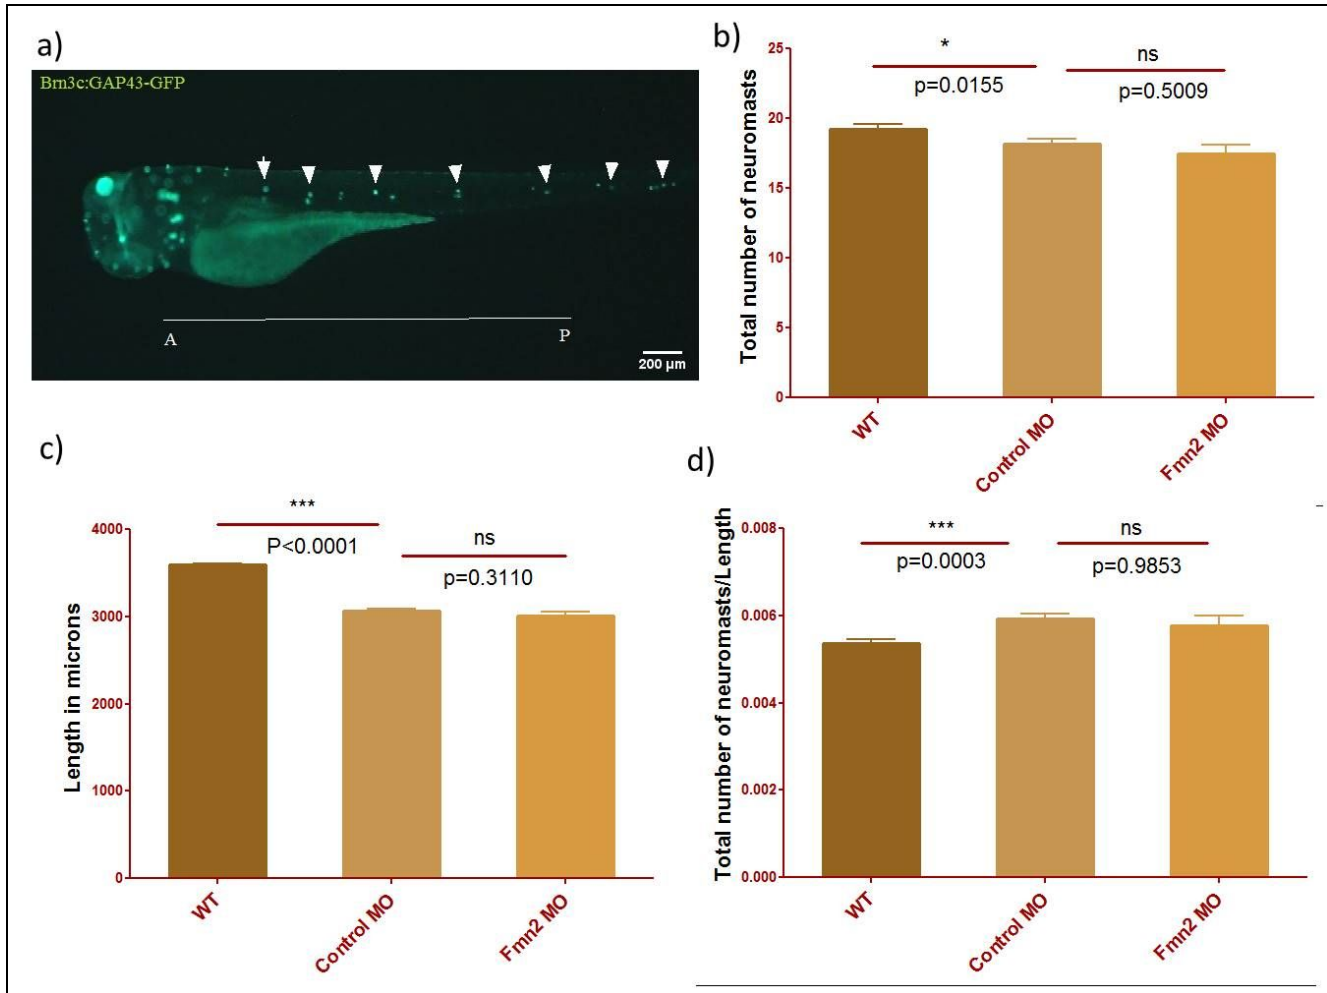 a)
Brn3c:GAP43-GFP
A
P
200 µm
b)
Total number of neuromasts
25
20
15
10
5
0
*
p=0.0155
ns
p=0.5009
WT
Control MO
Fmn2 MO
c)
Length in microns
4000
3000
2000
1000
0
***
P<0.0001
ns
p=0.3110
WT
Control MO
Fmn2 MO
d)
Total number of neuromasts/Length
0.008
0.006
0.004
0.002
0.000
***
p=0.0003
ns
p=0.9853
WT
Control MO
Fmn2 MO